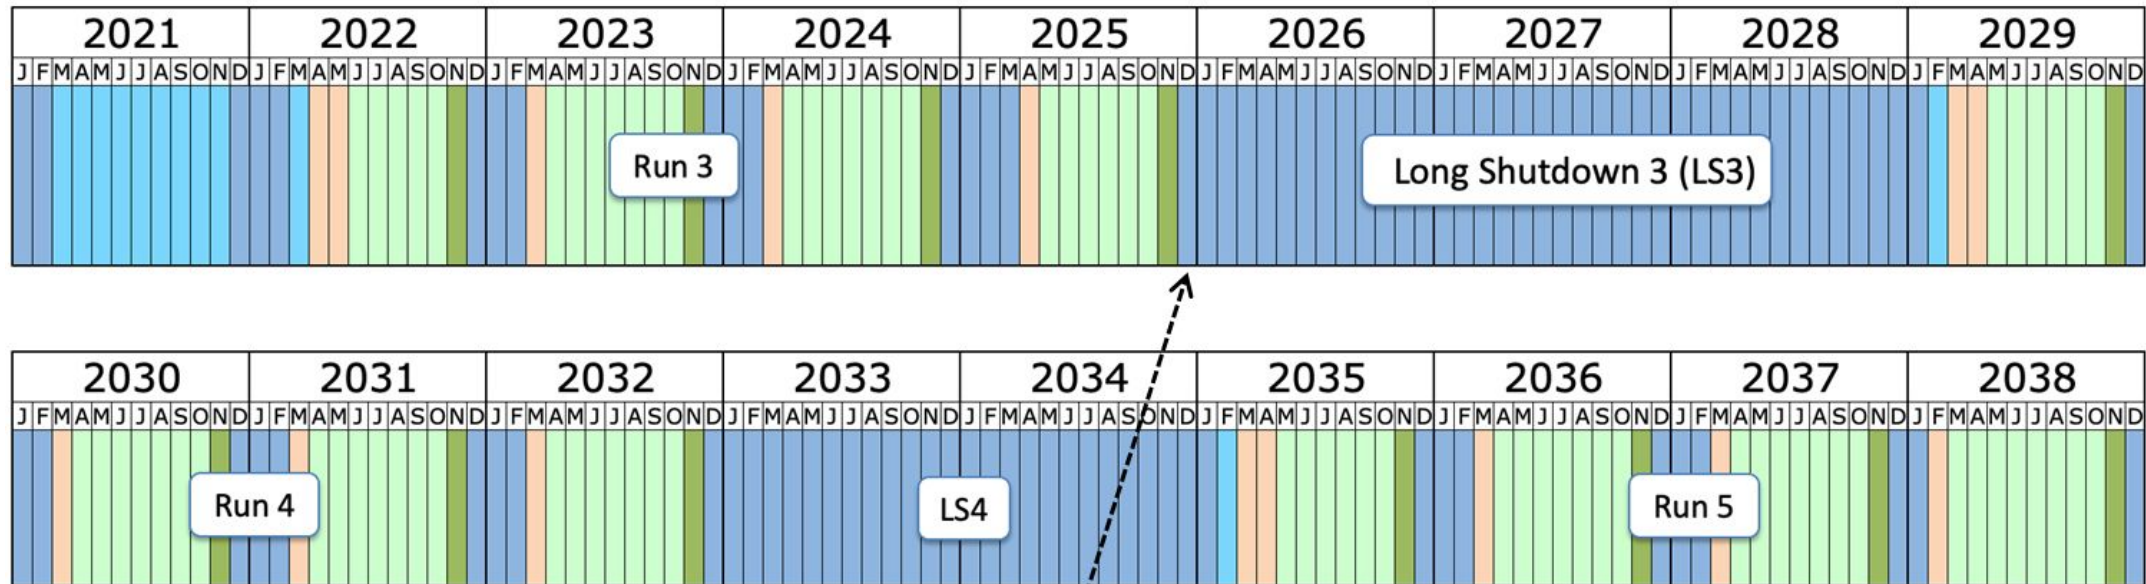 2021 2022 2023 2024 2025 2026 2027 2028 2029
J F M A M J J A S O N D J F M A M J J A S O N D J F M A M J J A S O N D J F M A M J J A S O N D J F M A M J J A S O N D J F M A M J J A S O N D J F M A M J J A S O N D J F M A M J J A S O N D J F M A M J J A S O N D
Run 3 Long Shutdown 3 (LS3)
2030 2031 2032 2033 2034 2035 2036 2037 2038
J F M A M J J A S O N D J F M A M J J A S O N D J F M A M J J A S O N D J F M A M J J A S O N D J F M A M J J A S O N D J F M A M J J A S O N D J F M A M J J A S O N D J F M A M J J A S O N D J F M A M J J A S O N D
Run 4 LS4 Run 5